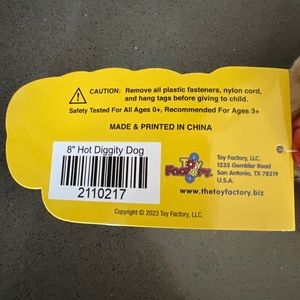 CAUTION: Remove all plastic fasteners, nylon cord,
and hang tags before giving to child.
Safety Tested For All Ages 0+, Recommended For Ages 3+
MADE & PRINTED IN CHINA
8" Hot Diggity Dog
2110217
TOY
FACTORY
Toy Factory, LLC.
1235 Gembler Road
San Antonio, TX 78219
U.S.A.
www.thetoyfactory.biz
Copyright © 2023 Toy Factory, LLC.